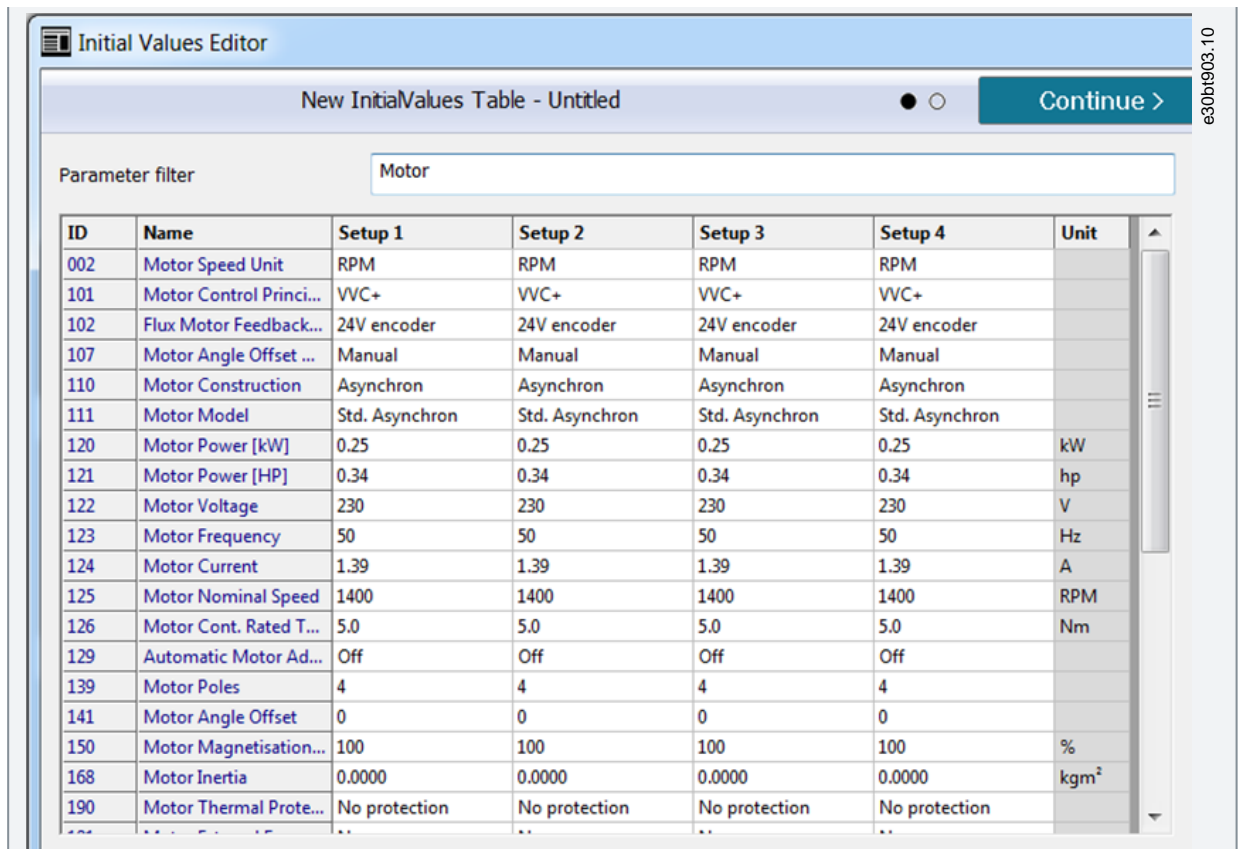 Initial Values Editor
New InitialValues Table - Untitled
Continue >
e30bt903.10
Parameter filter
Motor
ID Name Setup 1 Setup 2 Setup 3 Setup 4 Unit
002 Motor Speed Unit RPM RPM RPM RPM
101 Motor Control Princi... VVC+ VVC+ VVC+ VVC+
102 Flux Motor Feedback... 24V encoder 24V encoder 24V encoder 24V encoder
107 Motor Angle Offset ... Manual Manual Manual Manual
110 Motor Construction Asynchron Asynchron Asynchron Asynchron
111 Motor Model Std. Asynchron Std. Asynchron Std. Asynchron Std. Asynchron
120 Motor Power [kW] 0.25 0.25 0.25 0.25 kW
121 Motor Power [HP] 0.34 0.34 0.34 0.34 hp
122 Motor Voltage 230 230 230 230 V
123 Motor Frequency 50 50 50 50 Hz
124 Motor Current 1.39 1.39 1.39 1.39 A
125 Motor Nominal Speed 1400 1400 1400 1400 RPM
126 Motor Cont. Rated T... 5.0 5.0 5.0 5.0 Nm
129 Automatic Motor Ad... Off Off Off Off
139 Motor Poles 4 4 4 4
141 Motor Angle Offset 0 0 0 0
150 Motor Magnetisation... 100 100 100 100 %
168 Motor Inertia 0.0000 0.0000 0.0000 0.0000 kgm²
190 Motor Thermal Prote... No protection No protection No protection No protection